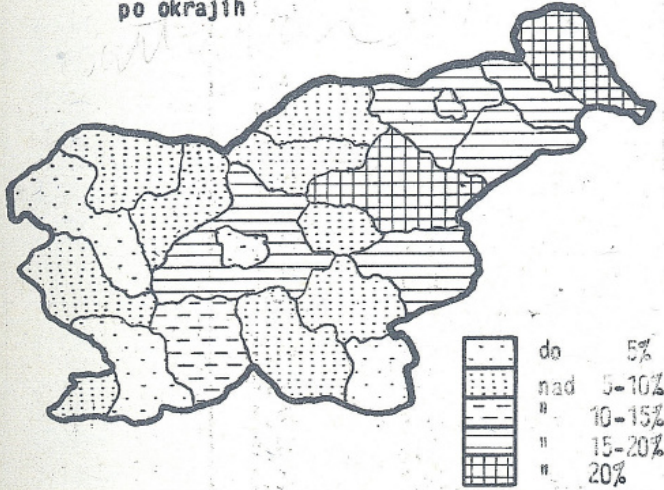 po okrajih
do 5%
nad 5-10%
" 10-15%
" 15-20%
" 20%